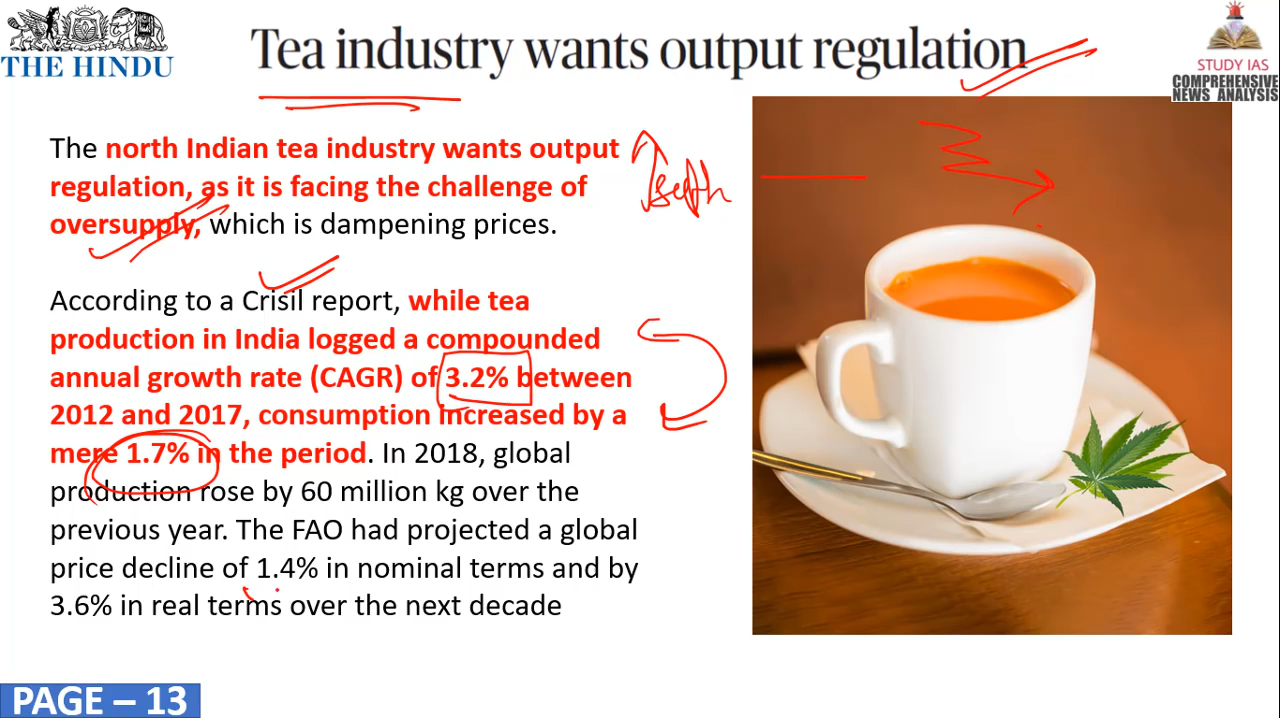 THE HINDU
Tea industry wants output regulation
STUDY IAS
COMPREHENSIVE
NEWS ANALYSIS
The north Indian tea industry wants output
regulation, as it is facing the challenge of
oversupply, which is dampening prices.
According to a Crisil report, while tea
production in India logged a compounded
annual growth rate (CAGR) of 3.2% between
2012 and 2017, consumption increased by a
mere 1.7% in the period. In 2018, global
production rose by 60 million kg over the
previous year. The FAO had projected a global
price decline of 1.4% in nominal terms and by
3.6% in real terms over the next decade
PAGE – 13